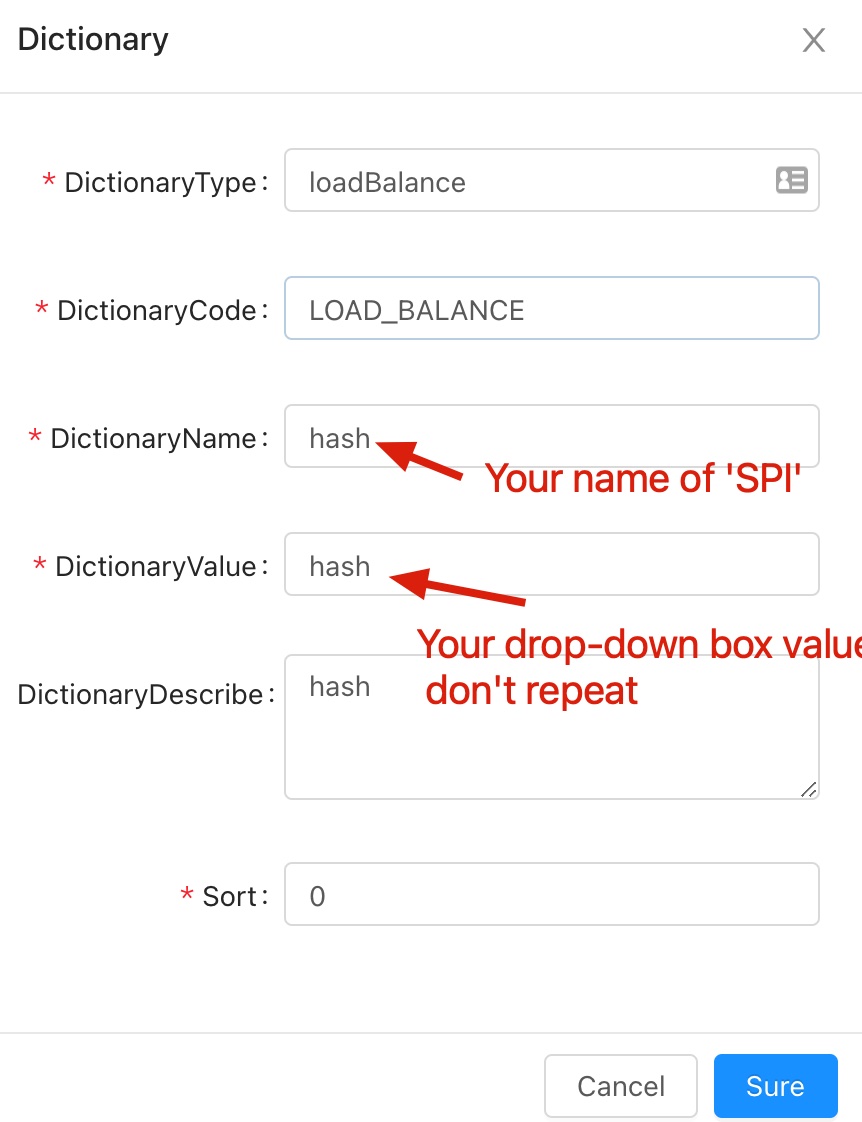 Dictionary
* DictionaryType: loadBalance
* DictionaryCode: LOAD_BALANCE
* DictionaryName: hash
Your name of 'SPI'
* DictionaryValue: hash
Your drop-down box value
don't repeat
DictionaryDescribe: hash
* Sort: 0
Cancel Sure